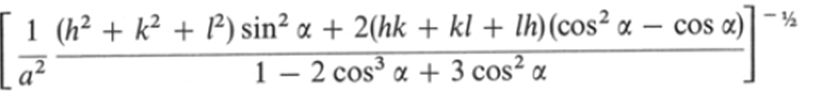 [ 1/a² (h² + k² + l²) sin² α + 2(hk + kl + lh)(cos² α − cos α) / 1 − 2 cos³ α + 3 cos² α ]^−½